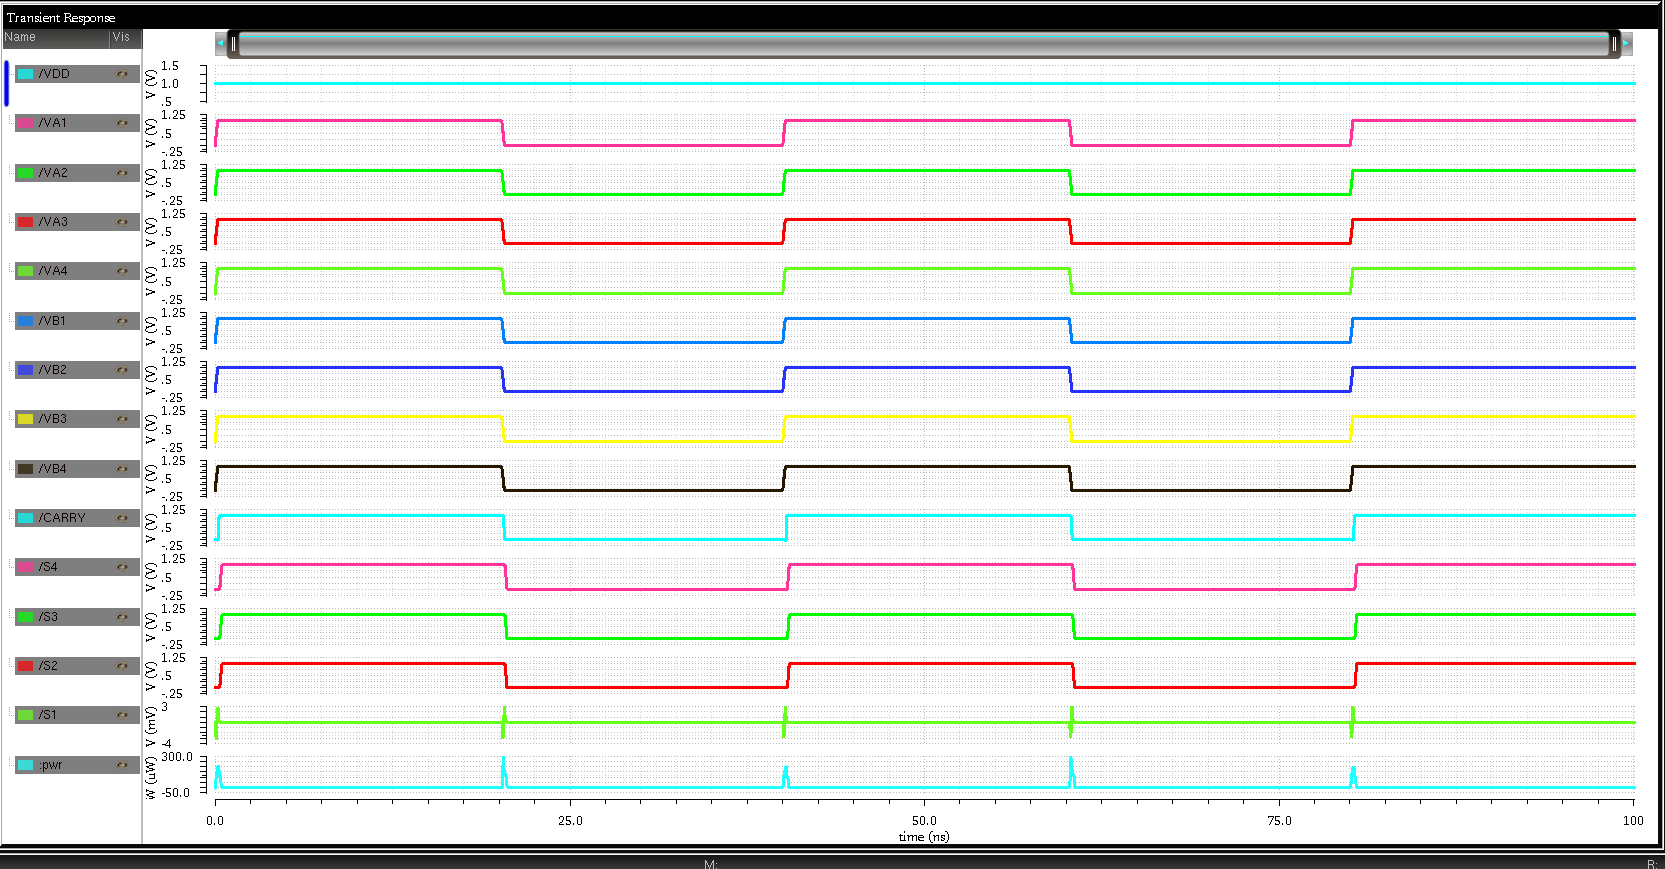 Transient Response
Name Vis
/VDD V (V) 1.5 1.0 .5
/VA1 V (V) 1.25 .5 -.25
/VA2 V (V) 1.25 .5 -.25
/VA3 V (V) 1.25 .5 -.25
/VA4 V (V) 1.25 .5 -.25
/VB1 V (V) 1.25 .5 -.25
/VB2 V (V) 1.25 .5 -.25
/VB3 V (V) 1.25 .5 -.25
/VB4 V (V) 1.25 .5 -.25
/CARRY V (V) 1.25 .5 -.25
/S4 V (V) 1.25 .5 -.25
/S3 V (V) 1.25 .5 -.25
/S2 V (V) 1.25 .5 -.25
/S1 V (mV) 3 -4
:pwr W (uW) 300.0 -50.0
0.0 25.0 50.0 75.0 100
time (ns)
M: R: